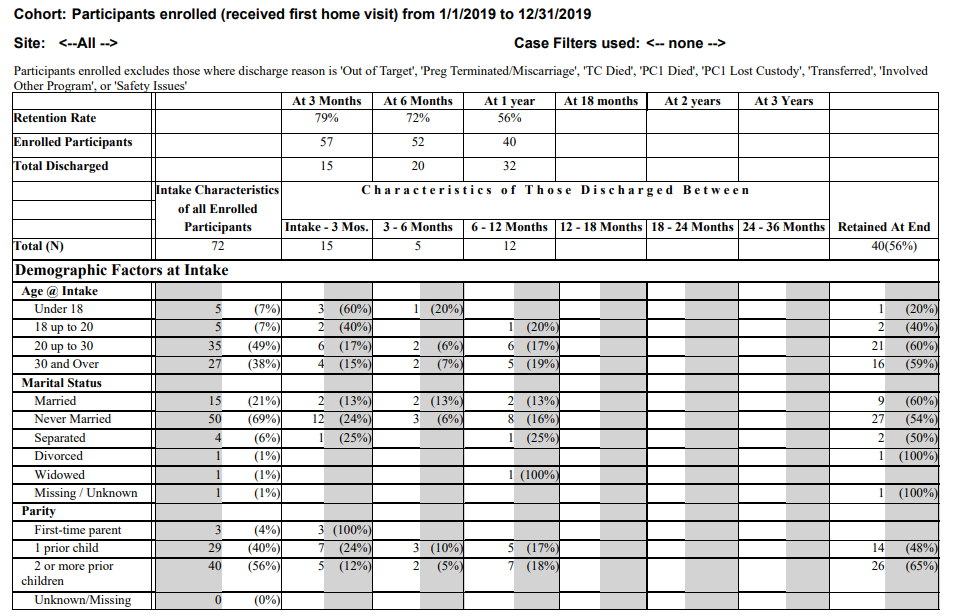 Cohort: Participants enrolled (received first home visit) from 1/1/2019 to 12/31/2019
Site: <--All --> Case Filters used: <-- none -->
Participants enrolled excludes those where discharge reason is 'Out of Target', 'Preg Terminated/Miscarriage', 'TC Died', 'PC1 Died', 'PC1 Lost Custody', 'Transferred', 'Involved
Other Program', or 'Safety Issues'
At 3 Months At 6 Months At 1 year At 18 months At 2 years At 3 Years
Retention Rate 79% 72% 56%
Enrolled Participants 57 52 40
Total Discharged 15 20 32
Intake Characteristics Characteristics of Those Discharged Between
of all Enrolled
Participants Intake - 3 Mos. 3 - 6 Months 6 - 12 Months 12 - 18 Months 18 - 24 Months 24 - 36 Months Retained At End
Total (N) 72 15 5 12 40(56%)
Demographic Factors at Intake
Age @ Intake
Under 18 5 (7%) 3 (60%) 1 (20%) 1 (20%)
18 up to 20 5 (7%) 2 (40%) 1 (20%) 2 (40%)
20 up to 30 35 (49%) 6 (17%) 2 (6%) 6 (17%) 21 (60%)
30 and Over 27 (38%) 4 (15%) 2 (7%) 5 (19%) 16 (59%)
Marital Status
Married 15 (21%) 2 (13%) 2 (13%) 2 (13%) 9 (60%)
Never Married 50 (69%) 12 (24%) 3 (6%) 8 (16%) 27 (54%)
Separated 4 (6%) 1 (25%) 1 (25%) 2 (50%)
Divorced 1 (1%) 1 (100%)
Widowed 1 (1%) 1 (100%)
Missing / Unknown 1 (1%) 1 (100%)
Parity
First-time parent 3 (4%) 3 (100%)
1 prior child 29 (40%) 7 (24%) 3 (10%) 5 (17%) 14 (48%)
2 or more prior 40 (56%) 5 (12%) 2 (5%) 7 (18%) 26 (65%)
children
Unknown/Missing 0 (0%)